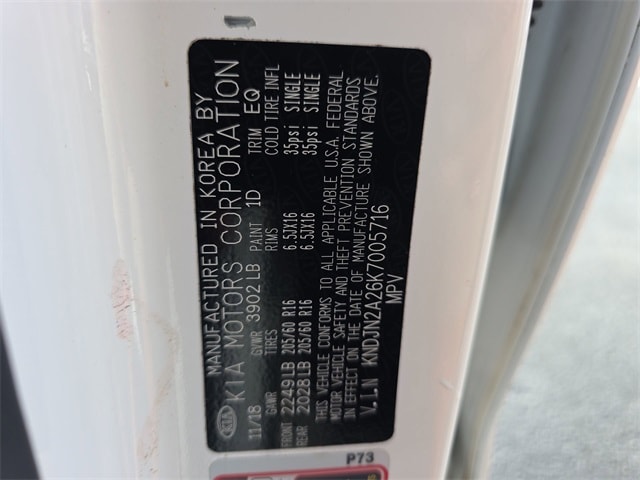 MANUFACTURED IN KOREA BY
KIA KIA MOTORS CORPORATION
11/18 GVWR 3902 LB PAINT 1D TRIM EQ
GAWR TIRES RIMS COLD TIRE INFL
FRONT 2249 LB 205/60 R16 6.5JX16 35psi SINGLE
REAR 2028 LB 205/60 R16 6.5JX16 35psi SINGLE
THIS VEHICLE CONFORMS TO ALL APPLICABLE U.S.A. FEDERAL
MOTOR VEHICLE SAFETY AND THEFT PREVENTION STANDARDS
IN EFFECT ON THE DATE OF MANUFACTURE SHOWN ABOVE.
V.I.N KNDJN2A26K7005716
MPV
P73